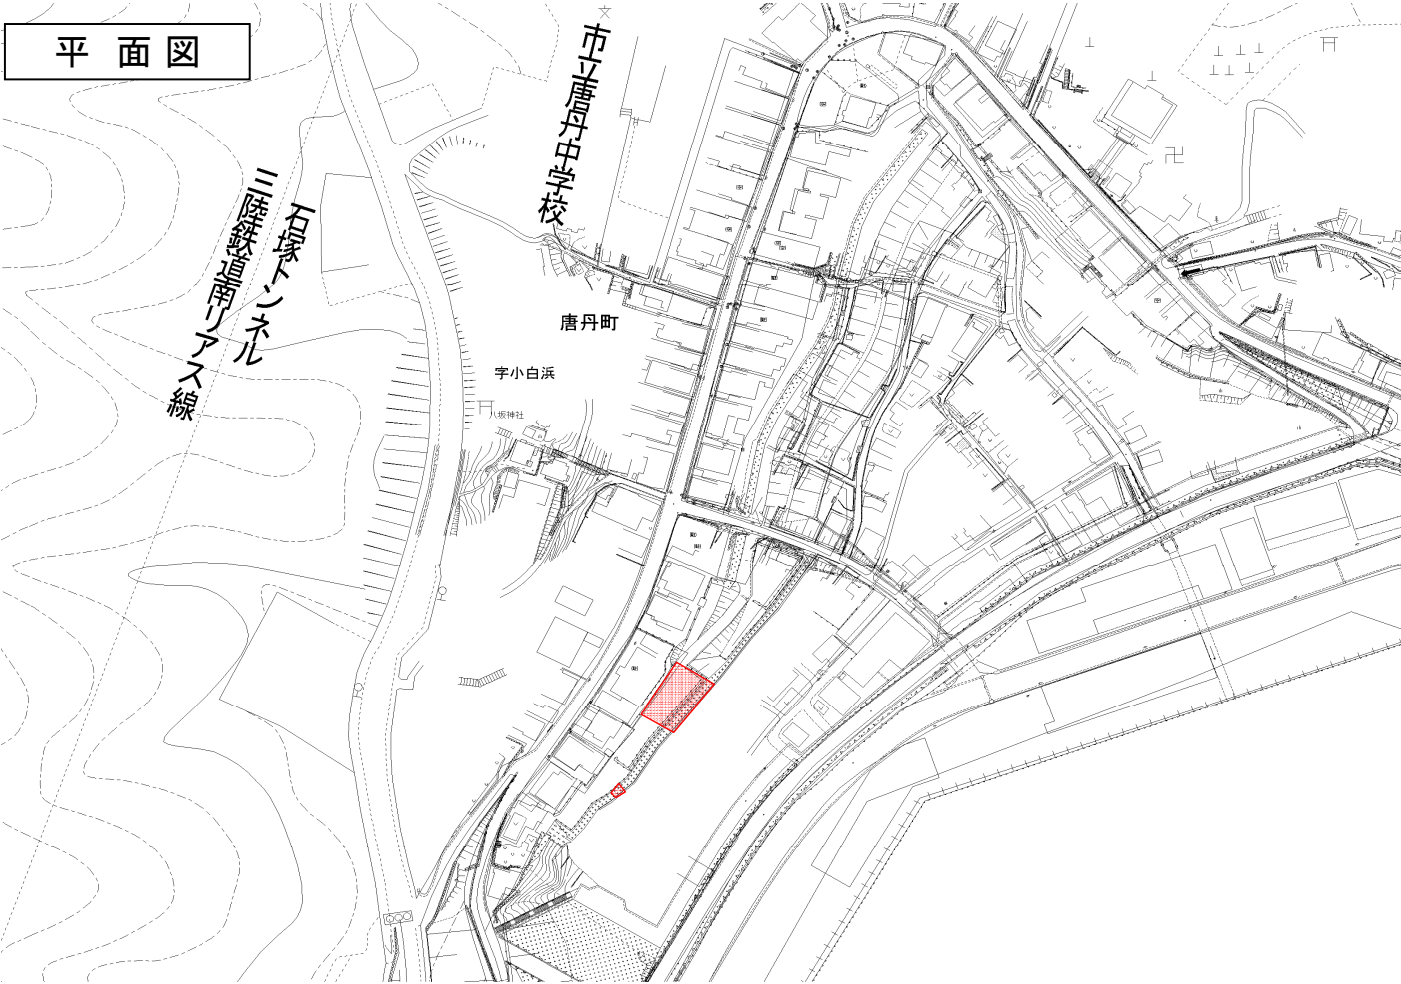 平面図
市立唐丹中学校
石塚トンネル
三陸鉄道南リアス線
唐丹町
字小白浜
八坂神社